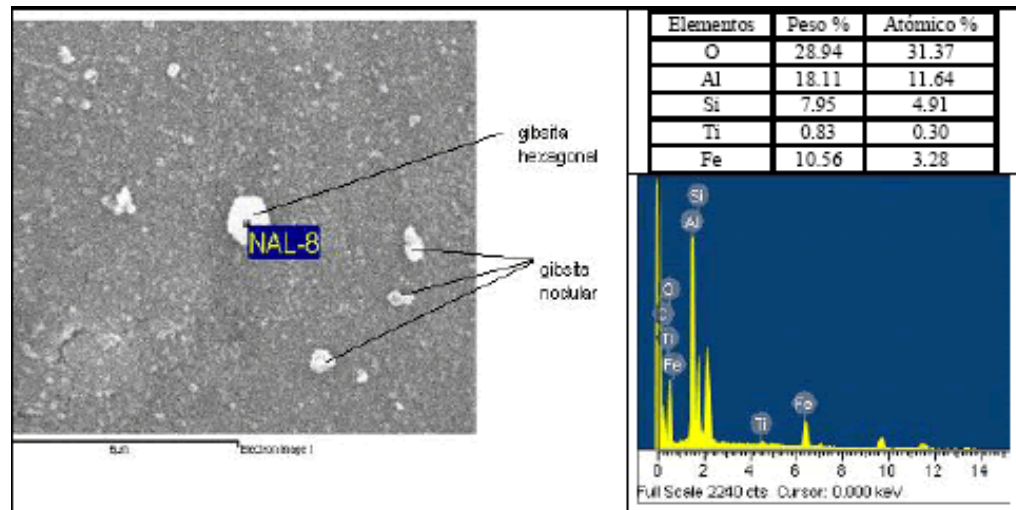 gibsita
hexagonal
NAL-8
gibsita
nodular
Electron Image 1
Elementos Peso % Atómico %
O 28.94 31.37
Al 18.11 11.64
Si 7.95 4.91
Ti 0.83 0.30
Fe 10.56 3.28
Si
Al
O
C
Ti
Fe
Ti
Fe
0 2 4 6 8 10 12 14
Full Scale 2240 cts Cursor: 0.000 keV